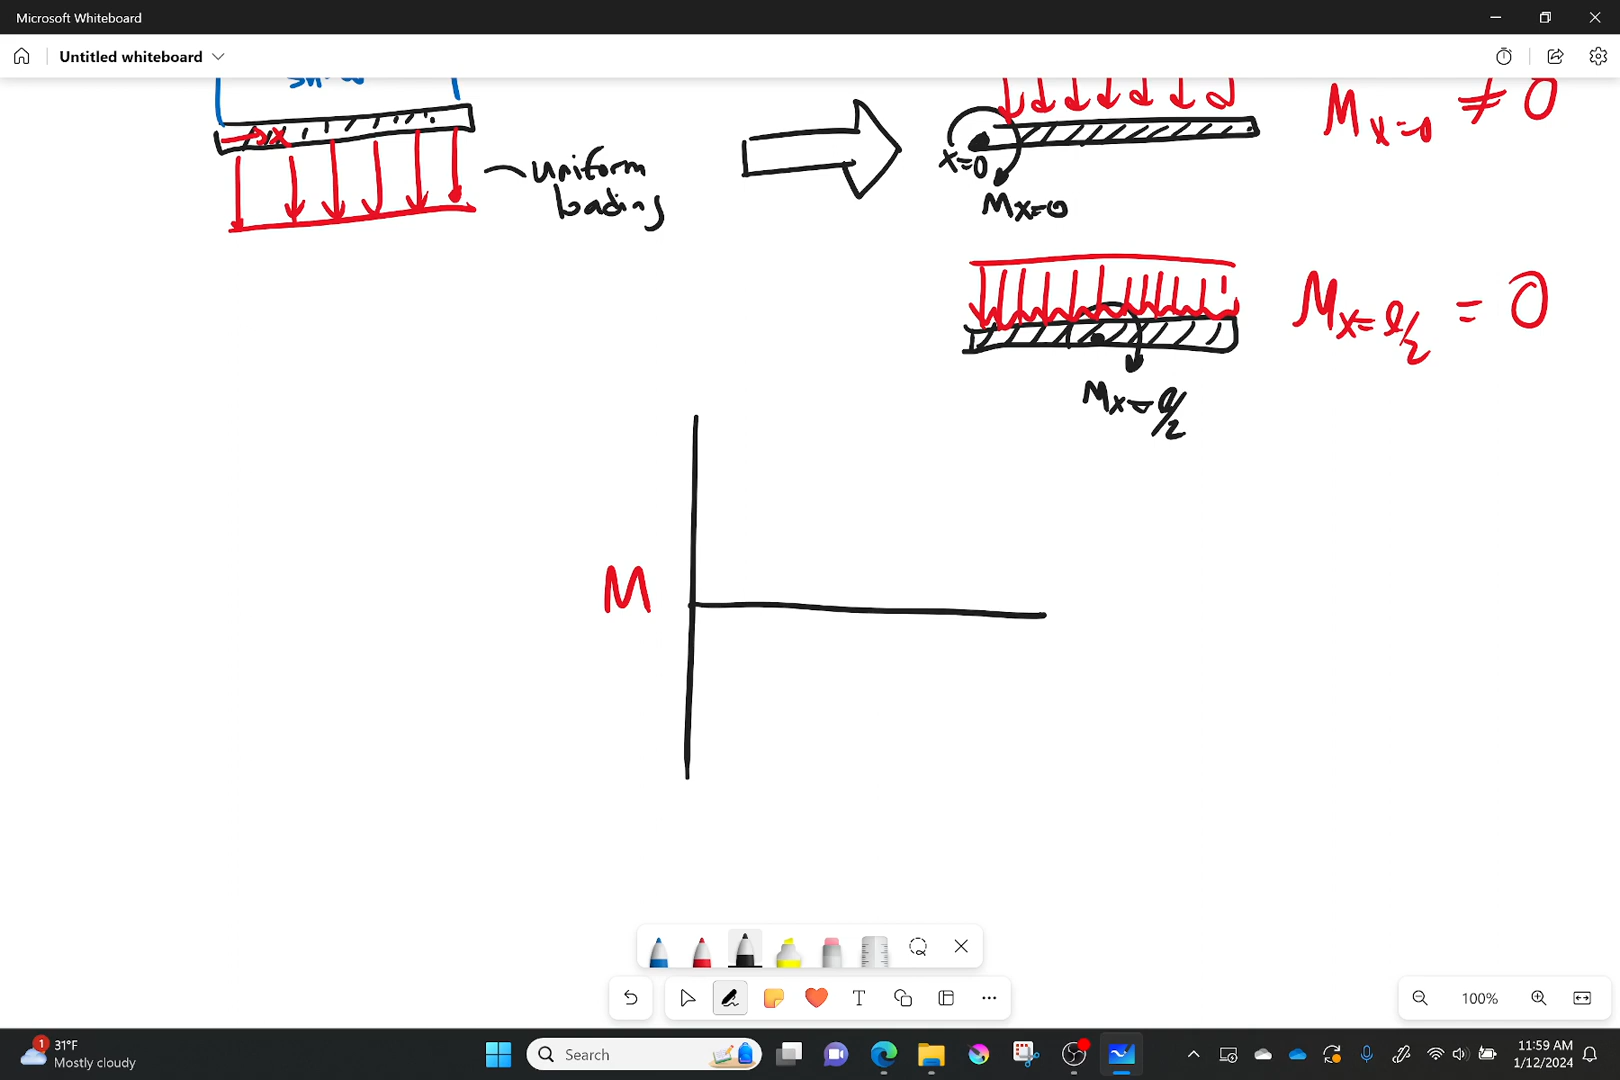 Microsoft Whiteboard
Untitled whiteboard
x
uniform
loading
x=0
Mx=0
Mx=0 ≠ 0
Mx=ℓ/2 = 0
Mx=ℓ/2
M
T
100%
1
31°F
Mostly cloudy
Search
11:59 AM
1/12/2024